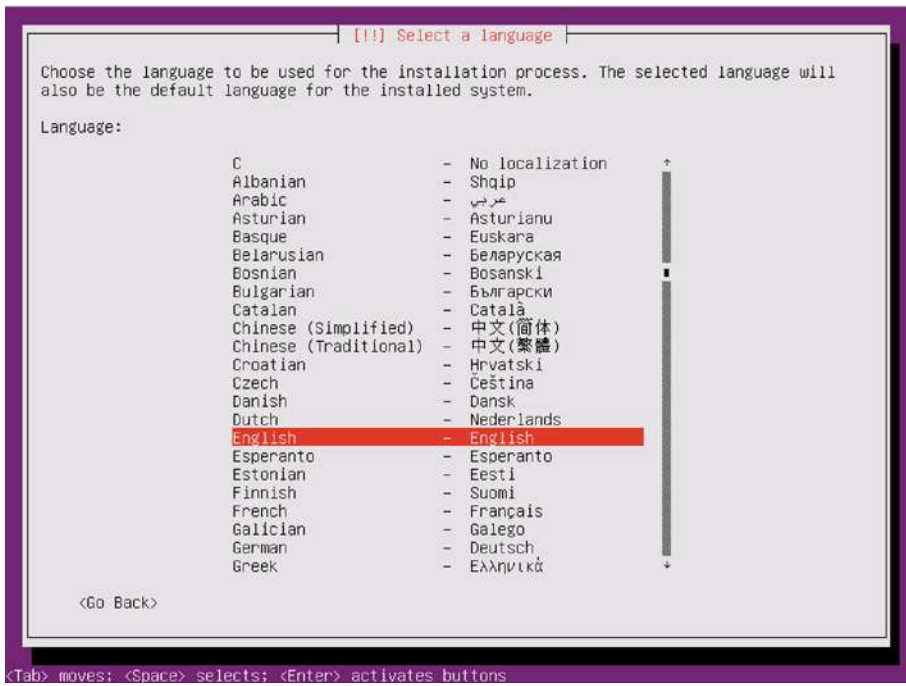 [!!] Select a language
Choose the language to be used for the installation process. The selected language will
also be the default language for the installed system.
Language:
C - No localization ↑
Albanian - Shqip
Arabic - عربي
Asturian - Asturianu
Basque - Euskara
Belarusian - Беларуская
Bosnian - Bosanski
Bulgarian - Български
Catalan - Català
Chinese (Simplified) - 中文(简体)
Chinese (Traditional) - 中文(繁體)
Croatian - Hrvatski
Czech - Čeština
Danish - Dansk
Dutch - Nederlands
English - English
Esperanto - Esperanto
Estonian - Eesti
Finnish - Suomi
French - Français
Galician - Galego
German - Deutsch
Greek - Ελληνικά ↓
<Go Back>
<Tab> moves; <Space> selects; <Enter> activates buttons